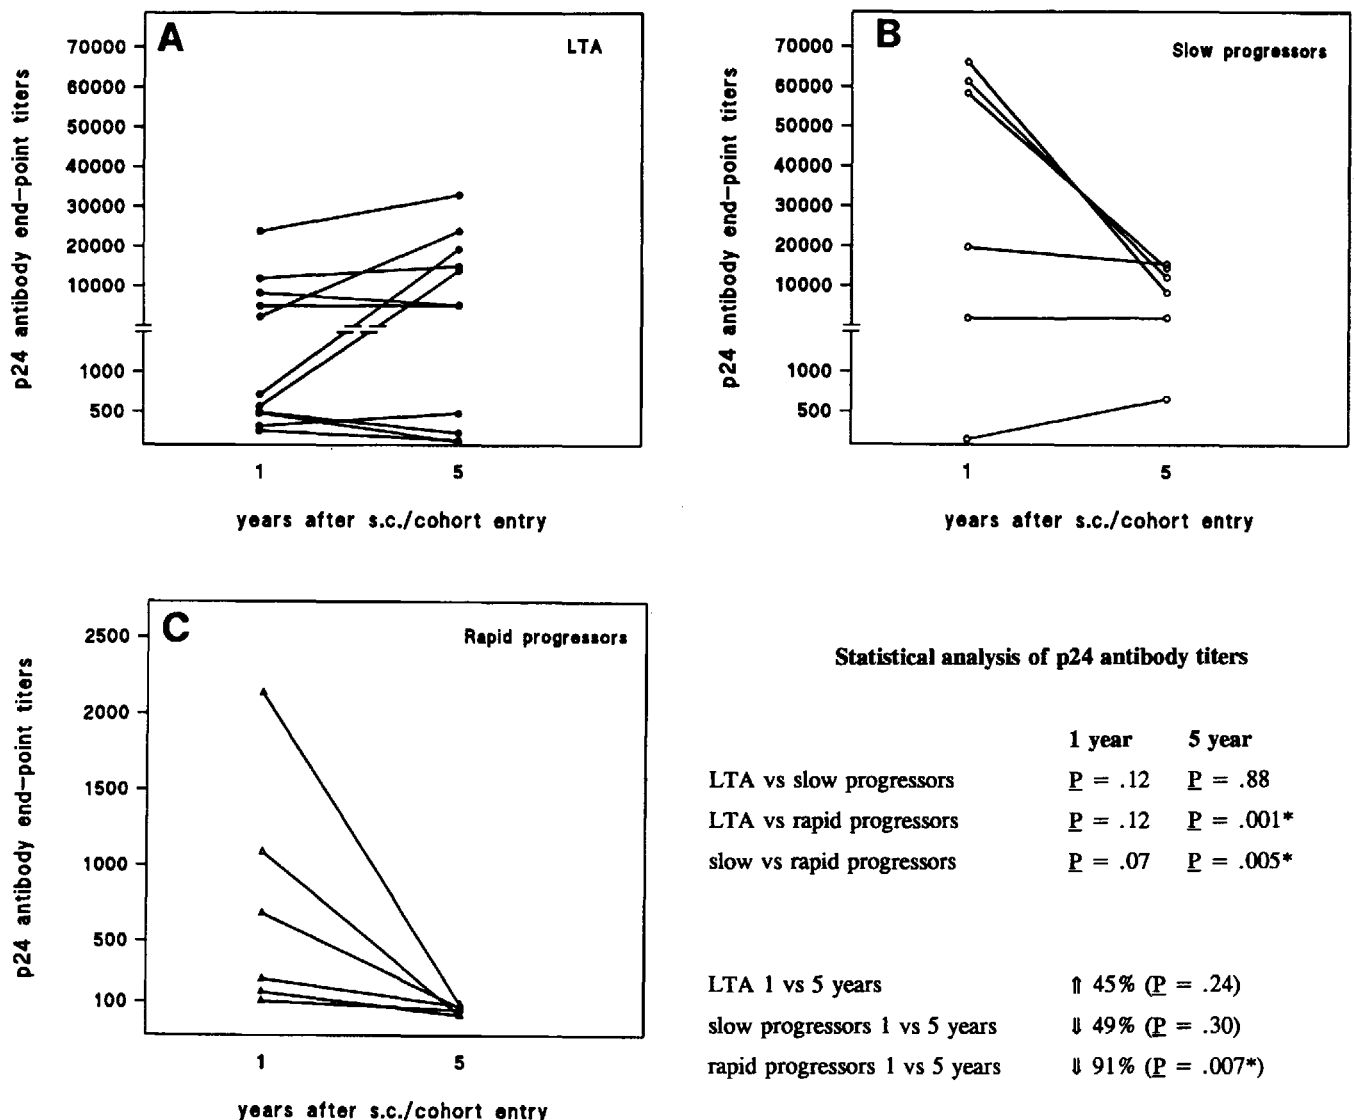 A
LTA
p24 antibody end-point titers
70000
60000
50000
40000
30000
20000
10000
1000
500
1
5
years after s.c./cohort entry
B
Slow progressors
p24 antibody end-point titers
70000
60000
50000
40000
30000
20000
10000
1000
500
1
5
years after s.c./cohort entry
C
Rapid progressors
p24 antibody end-point titers
2500
2000
1500
1000
500
100
1
5
years after s.c./cohort entry
Statistical analysis of p24 antibody titers
1 year 5 year
LTA vs slow progressors P = .12 P = .88
LTA vs rapid progressors P = .12 P = .001*
slow vs rapid progressors P = .07 P = .005*
LTA 1 vs 5 years ⇑ 45% (P = .24)
slow progressors 1 vs 5 years ⇓ 49% (P = .30)
rapid progressors 1 vs 5 years ⇓ 91% (P = .007*)